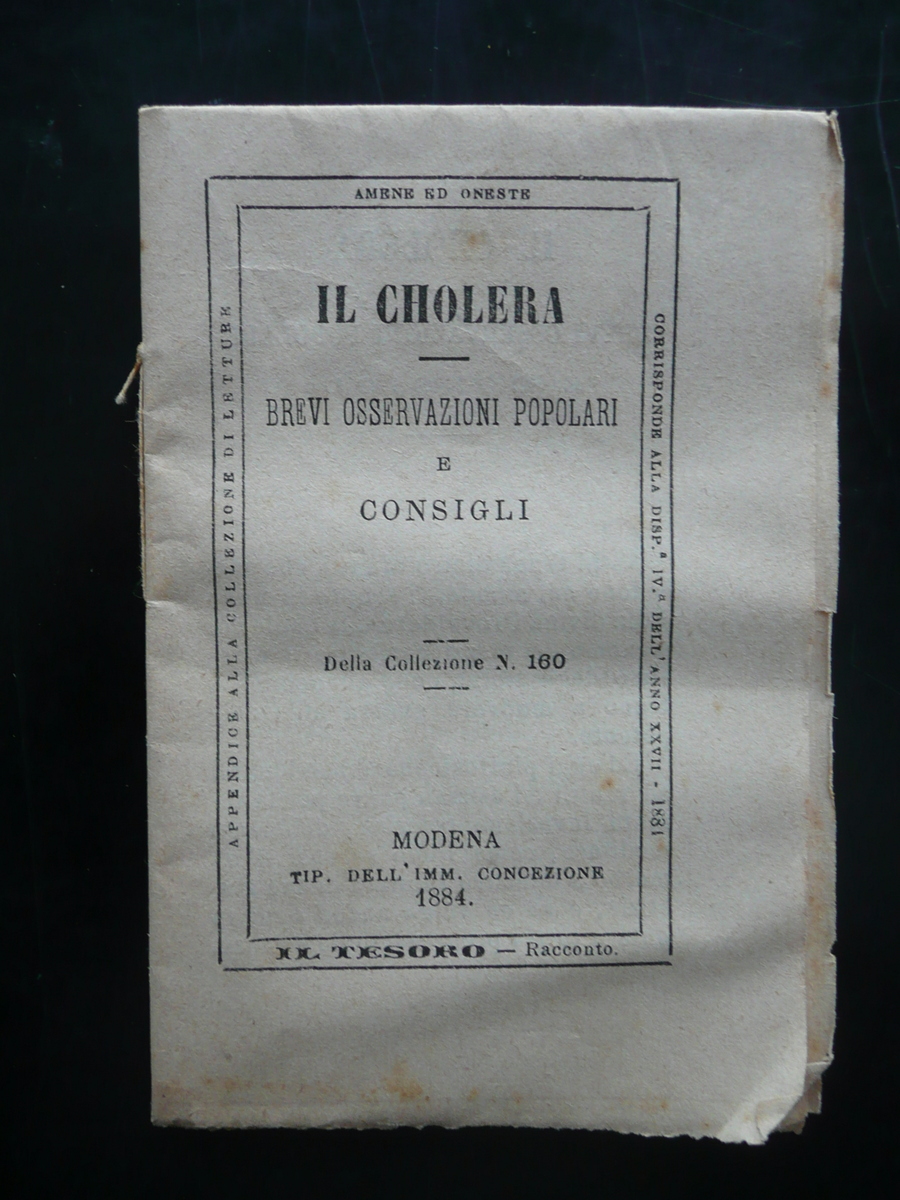 AMENE ED ONESTE
APPENDICE ALLA COLLEZIONE DI LETTURE
IL CHOLERA
BREVI OSSERVAZIONI POPOLARI
E
CONSIGLI
Della Collezione N. 160
MODENA
TIP. DELL'IMM. CONCEZIONE
1884.
CORRISPONDE ALLA DISP.ª IV.ª DELL'ANNO XXVII - 1884
IL TESORO — Racconto.